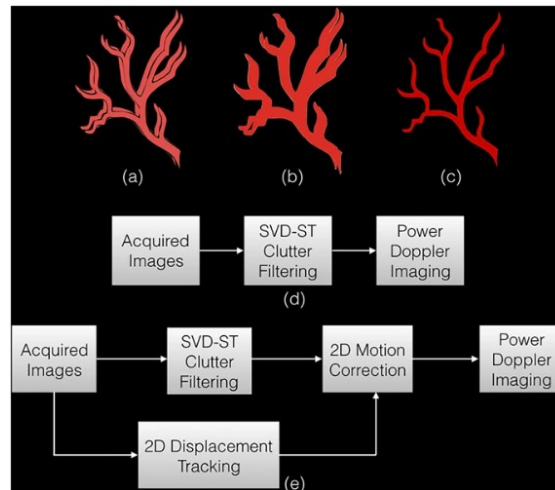 (a)
(b)
(c)
Acquired
Images
SVD-ST
Clutter
Filtering
Power
Doppler
Imaging
(d)
Acquired
Images
SVD-ST
Clutter
Filtering
2D Motion
Correction
Power
Doppler
Imaging
2D Displacement
Tracking
(e)